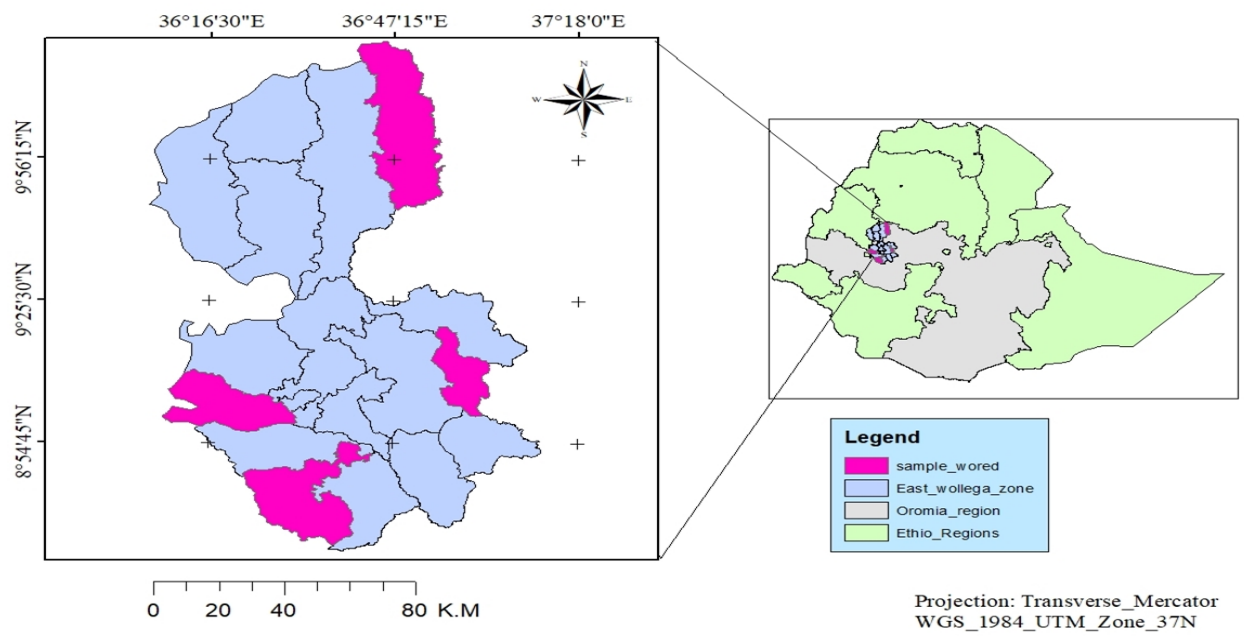 36°16'30"E 36°47'15"E 37°18'0"E
N
W E
S
9°56'15"N
9°25'30"N
8°54'45"N
Legend
sample_wored
East_wollega_zone
Oromia_region
Ethio_Regions
0 20 40 80 K.M
Projection: Transverse_Mercator
WGS_1984_UTM_Zone_37N